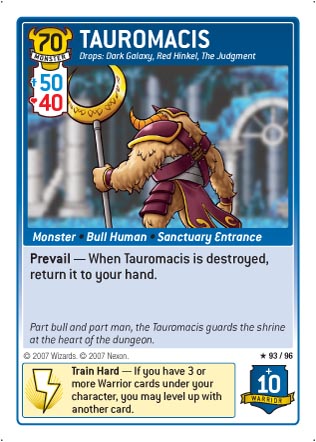 70
MONSTER
TAUROMACIS
Drops: Dark Galaxy, Red Hinkel, The Judgment
+50
40
Monster • Bull Human • Sanctuary Entrance
Prevail — When Tauromacis is destroyed,
return it to your hand.
Part bull and part man, the Tauromacis guards the shrine
at the heart of the dungeon.
© 2007 Wizards. © 2007 Nexon.
★ 93 / 96
Train Hard — If you have 3 or
more Warrior cards under your
character, you may level up with
another card.
+
10
WARRIOR